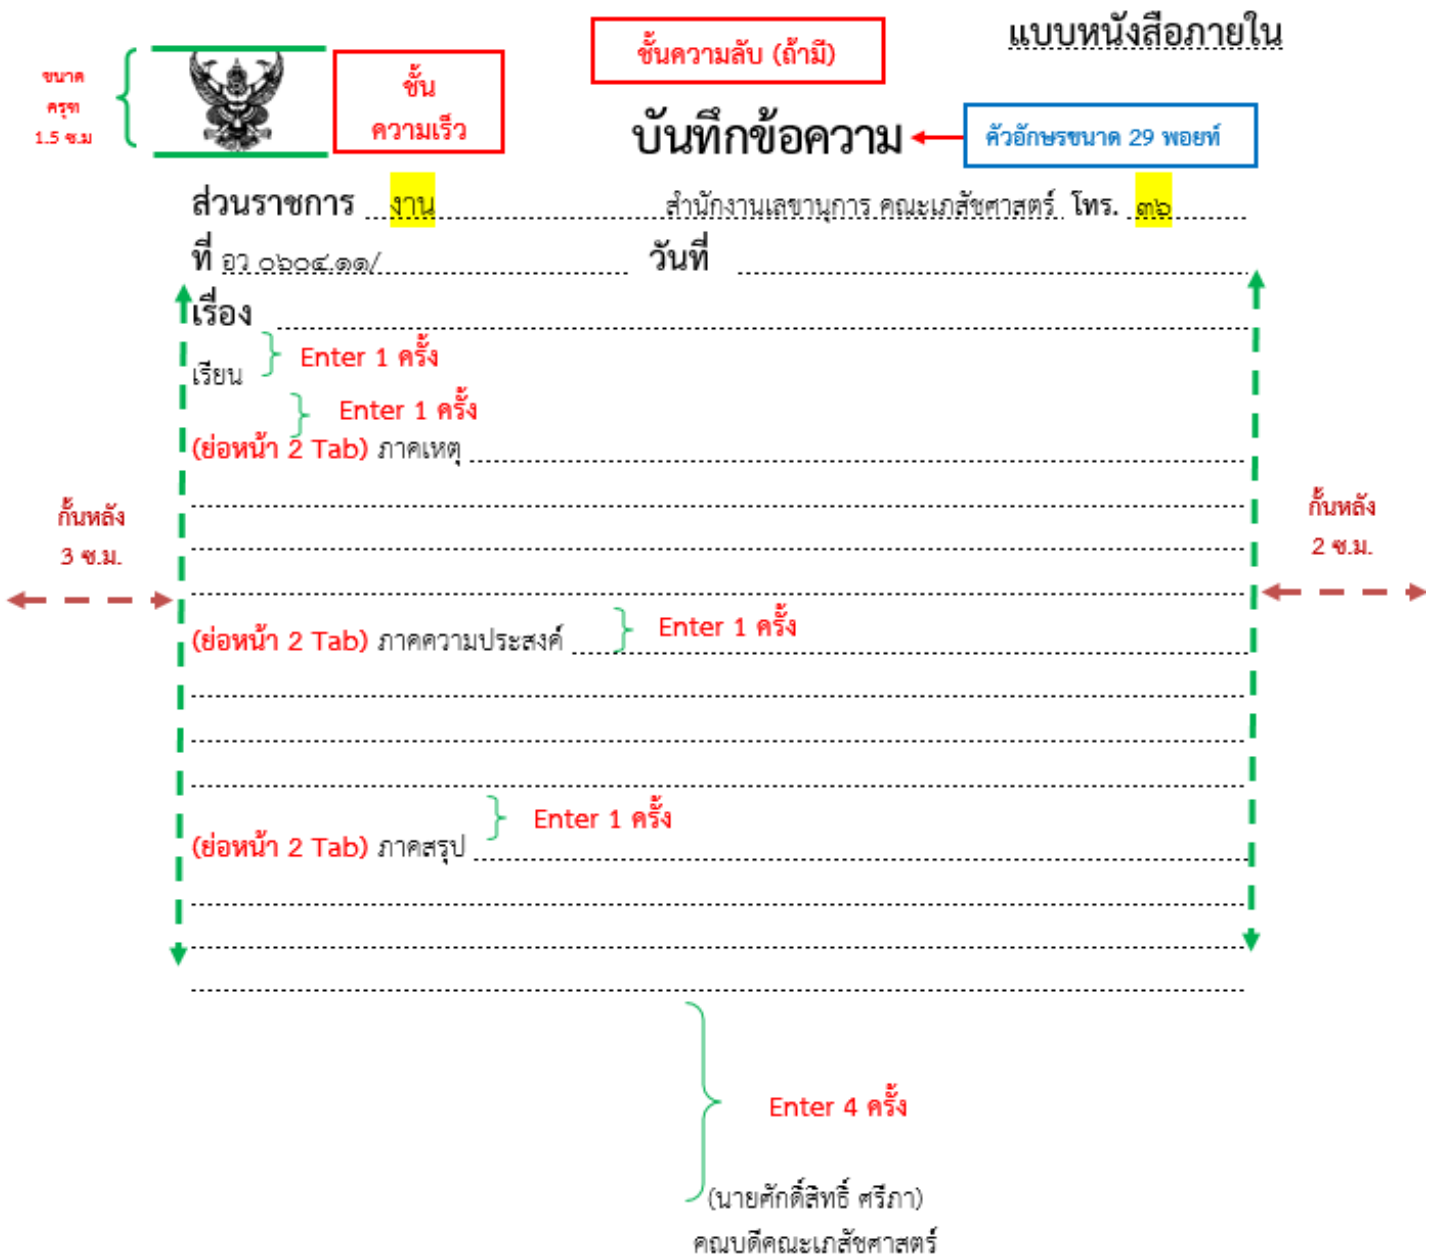 แบบหนังสือภายใน
ชั้นความลับ (ถ้ามี)
ขนาด
ครุฑ
1.5 ซ.ม
ชั้น
ความเร็ว
บันทึกข้อความ
ตัวอักษรขนาด 29 พอยท์
ส่วนราชการ งาน สำนักงานเลขานุการ คณะเภสัชศาสตร์ โทร. ๓๖
ที่ อว ๐๖๐๔.๑๑/ วันที่
เรื่อง
Enter 1 ครั้ง
เรียน
Enter 1 ครั้ง
(ย่อหน้า 2 Tab) ภาคเหตุ
กั้นหลัง
3 ซ.ม.
กั้นหลัง
2 ซ.ม.
(ย่อหน้า 2 Tab) ภาคความประสงค์ Enter 1 ครั้ง
Enter 1 ครั้ง
(ย่อหน้า 2 Tab) ภาคสรุป
Enter 4 ครั้ง
(นายศักดิ์สิทธิ์ ศรีภา)
คณบดีคณะเภสัชศาสตร์